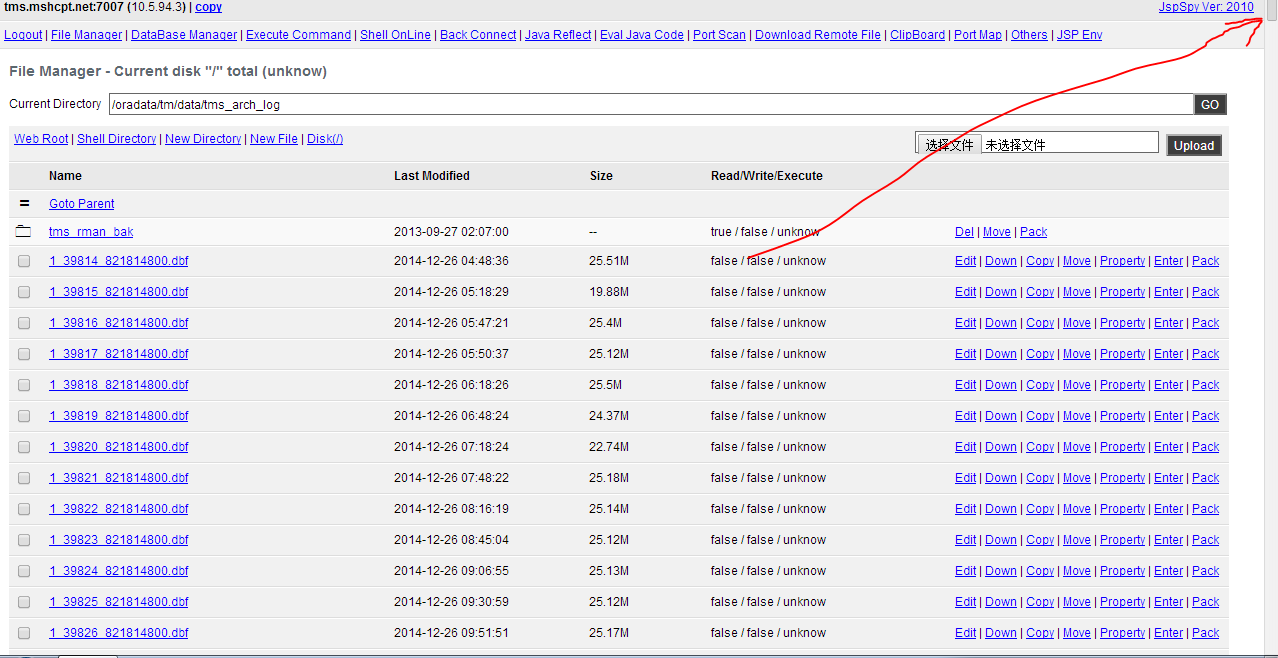 tms.mshcpt.net:7007 (10.5.94.3) | copy JspSpy Ver: 2010
Logout | File Manager | DataBase Manager | Execute Command | Shell OnLine | Back Connect | Java Reflect | Eval Java Code | Port Scan | Download Remote File | ClipBoard | Port Map | Others | JSP Env
File Manager - Current disk "/" total (unknow)
Current Directory /oradata/tm/data/tms_arch_log GO
Web Root | Shell Directory | New Directory | New File | Disk(/) 选择文件 未选择文件 Upload
Name Last Modified Size Read/Write/Execute
= Goto Parent
tms_rman_bak 2013-09-27 02:07:00 -- true / false / unknow Del | Move | Pack
1_39814_821814800.dbf 2014-12-26 04:48:36 25.51M false / false / unknow Edit | Down | Copy | Move | Property | Enter | Pack
1_39815_821814800.dbf 2014-12-26 05:18:29 19.88M false / false / unknow Edit | Down | Copy | Move | Property | Enter | Pack
1_39816_821814800.dbf 2014-12-26 05:47:21 25.4M false / false / unknow Edit | Down | Copy | Move | Property | Enter | Pack
1_39817_821814800.dbf 2014-12-26 05:50:37 25.12M false / false / unknow Edit | Down | Copy | Move | Property | Enter | Pack
1_39818_821814800.dbf 2014-12-26 06:18:26 25.5M false / false / unknow Edit | Down | Copy | Move | Property | Enter | Pack
1_39819_821814800.dbf 2014-12-26 06:48:24 24.37M false / false / unknow Edit | Down | Copy | Move | Property | Enter | Pack
1_39820_821814800.dbf 2014-12-26 07:18:24 22.74M false / false / unknow Edit | Down | Copy | Move | Property | Enter | Pack
1_39821_821814800.dbf 2014-12-26 07:48:22 25.18M false / false / unknow Edit | Down | Copy | Move | Property | Enter | Pack
1_39822_821814800.dbf 2014-12-26 08:16:19 25.14M false / false / unknow Edit | Down | Copy | Move | Property | Enter | Pack
1_39823_821814800.dbf 2014-12-26 08:45:04 25.12M false / false / unknow Edit | Down | Copy | Move | Property | Enter | Pack
1_39824_821814800.dbf 2014-12-26 09:06:55 25.13M false / false / unknow Edit | Down | Copy | Move | Property | Enter | Pack
1_39825_821814800.dbf 2014-12-26 09:30:59 25.12M false / false / unknow Edit | Down | Copy | Move | Property | Enter | Pack
1_39826_821814800.dbf 2014-12-26 09:51:51 25.17M false / false / unknow Edit | Down | Copy | Move | Property | Enter | Pack